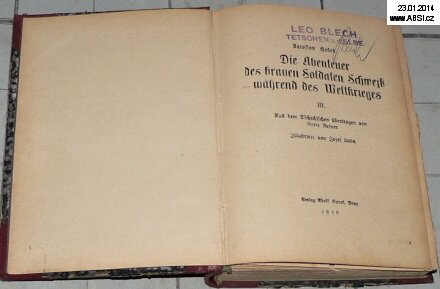 23.01.2014
www.ABSi.cz
LEO BLECH
TETSCHEN a. ELBE.
Jaroslav Hašek
Die Abenteuer
des braven Soldaten Schwejk
während des Weltkrieges
III.
Aus dem Tschechischen übertragen von
Grete Reiner
Illustriert von Josef Lada
Verlag Adolf Synek, Prag